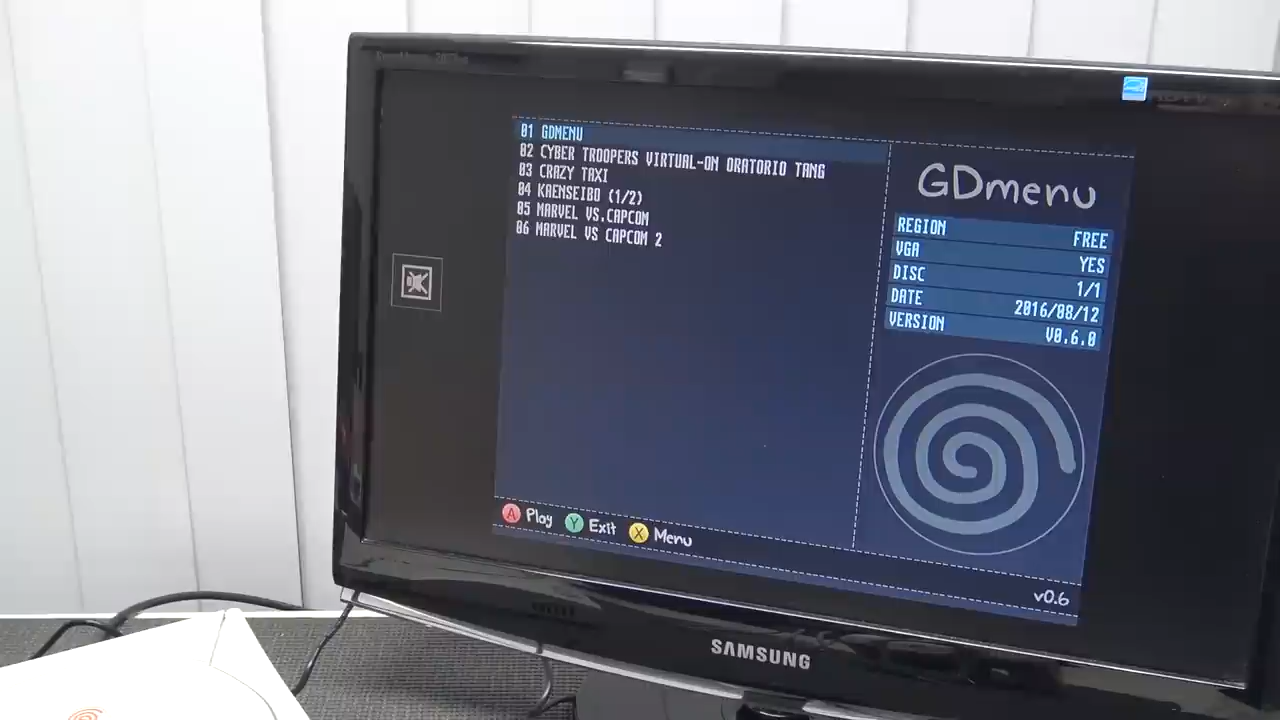 01 GDMENU
02 CYBER TROOPERS VIRTUAL-ON ORATORIO TANG
03 CRAZY TAXI
04 KAENSEIBO (1/2)
05 MARVEL VS.CAPCOM
06 MARVEL VS CAPCOM 2
GDmenu
REGION FREE
VGA YES
DISC 1/1
DATE 2016/08/12
VERSION V0.6.0
A Play Y Exit X Menu
v0.6
SAMSUNG